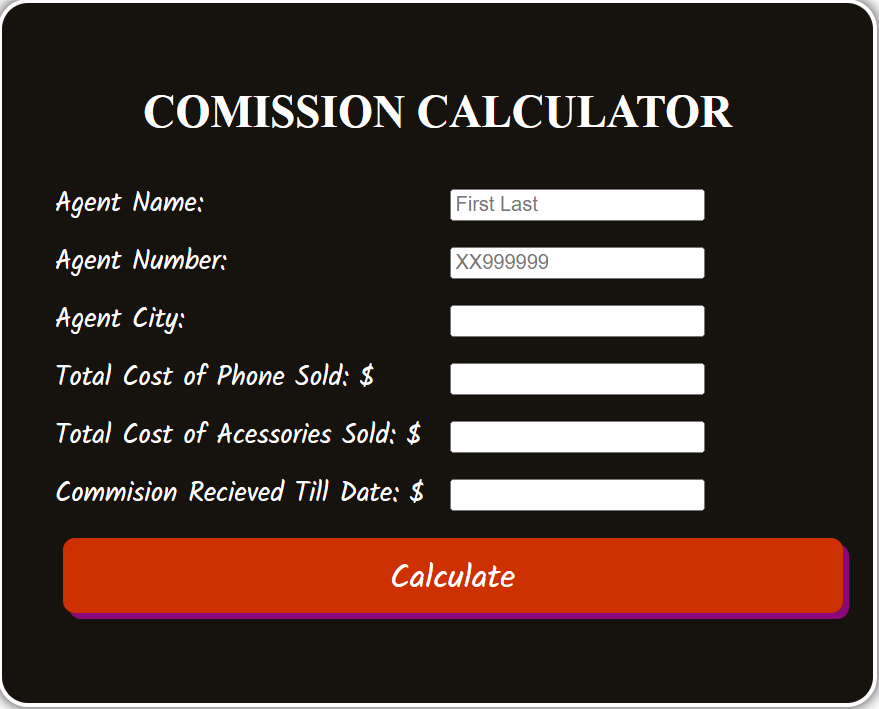 COMISSION CALCULATOR
Agent Name: First Last
Agent Number: XX999999
Agent City:
Total Cost of Phone Sold: $
Total Cost of Acessories Sold: $
Commision Recieved Till Date: $
Calculate